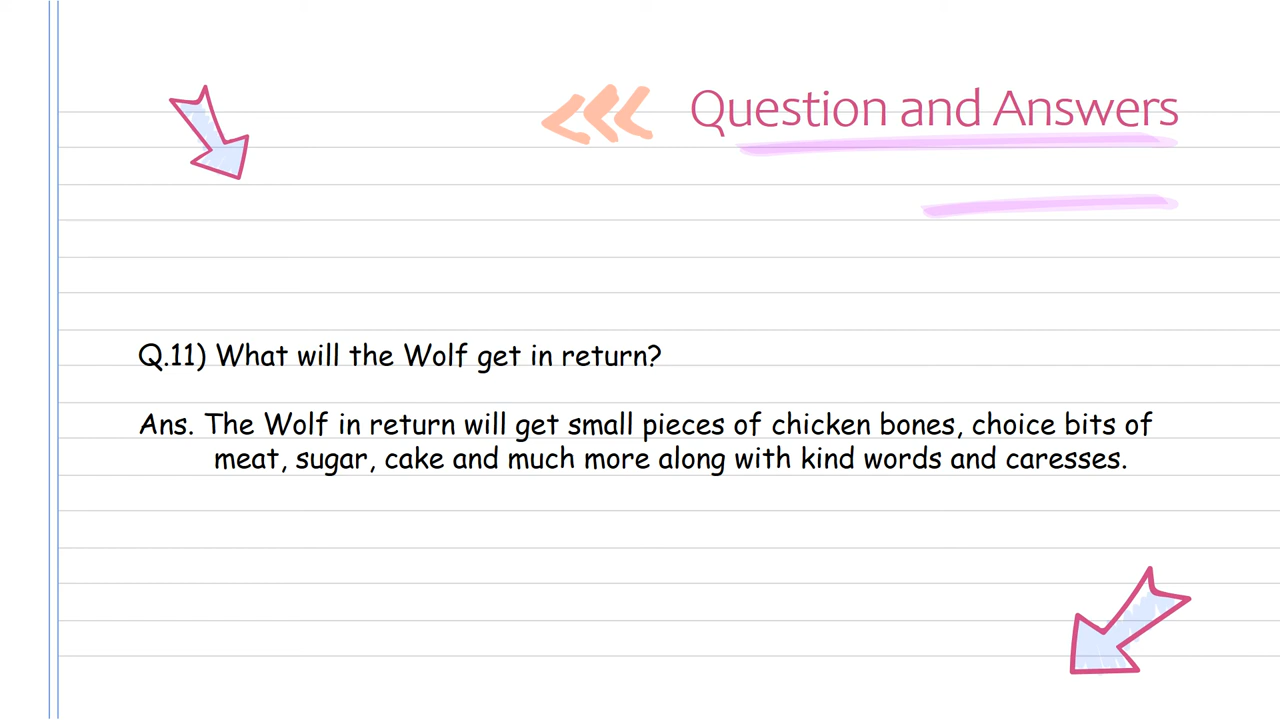 Question and Answers
Q.11) What will the Wolf get in return?
Ans. The Wolf in return will get small pieces of chicken bones, choice bits of
meat, sugar, cake and much more along with kind words and caresses.